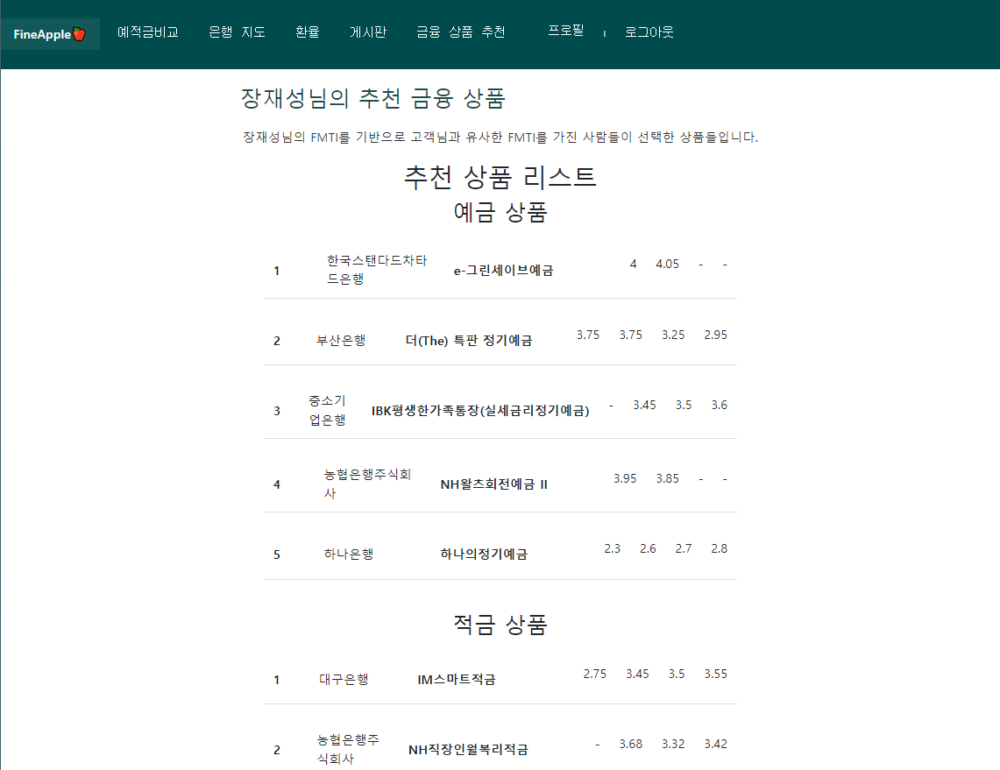 FineApple🍎 예적금비교 은행 지도 환율 게시판 금융 상품 추천 프로필 로그아웃
장재성님의 추천 금융 상품
장재성님의 FMTI를 기반으로 고객님과 유사한 FMTI를 가진 사람들이 선택한 상품들입니다.
추천 상품 리스트
예금 상품
1 한국스탠다드차타 e-그린세이브예금 4 4.05 - -
드은행
2 부산은행 더(The) 특판 정기예금 3.75 3.75 3.25 2.95
3 중소기 IBK평생한가족통장(실세금리정기예금) - 3.45 3.5 3.6
업은행
4 농협은행주식회 NH왈츠회전예금 II 3.95 3.85 - -
사
5 하나은행 하나의정기예금 2.3 2.6 2.7 2.8
적금 상품
1 대구은행 IM스마트적금 2.75 3.45 3.5 3.55
2 농협은행주 NH직장인월복리적금 - 3.68 3.32 3.42
식회사